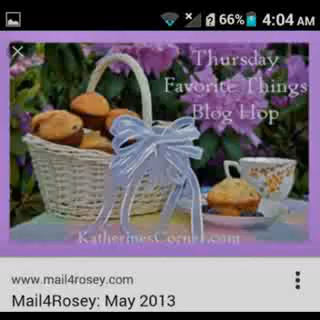 66% 4:04 AM
Thursday
Favorite Things
Blog Hop
KatherinesCorner.com
www.mail4rosey.com
Mail4Rosey: May 2013